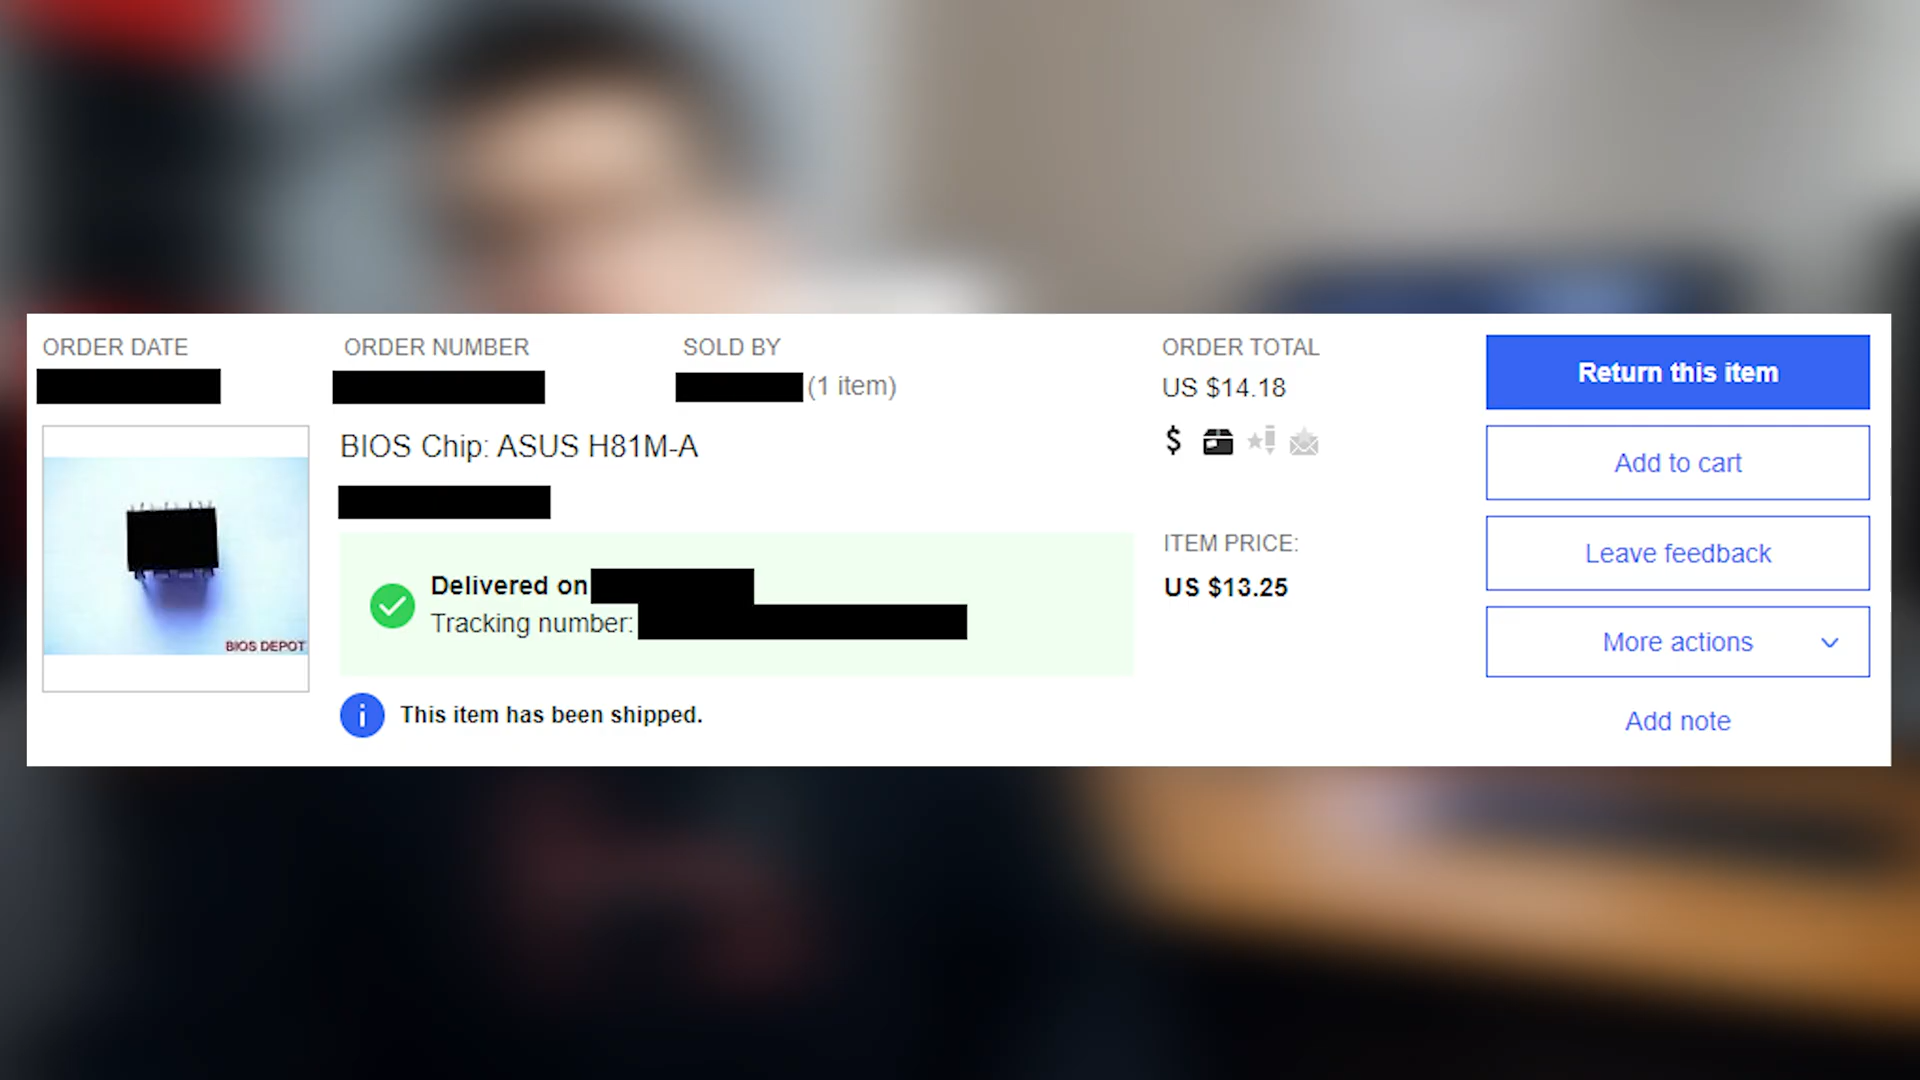 ORDER DATE
ORDER NUMBER
SOLD BY
(1 item)
ORDER TOTAL
US $14.18
BIOS Chip: ASUS H81M-A
BIOS DEPOT
Delivered on
Tracking number:
This item has been shipped.
ITEM PRICE:
US $13.25
Return this item
Add to cart
Leave feedback
More actions
Add note